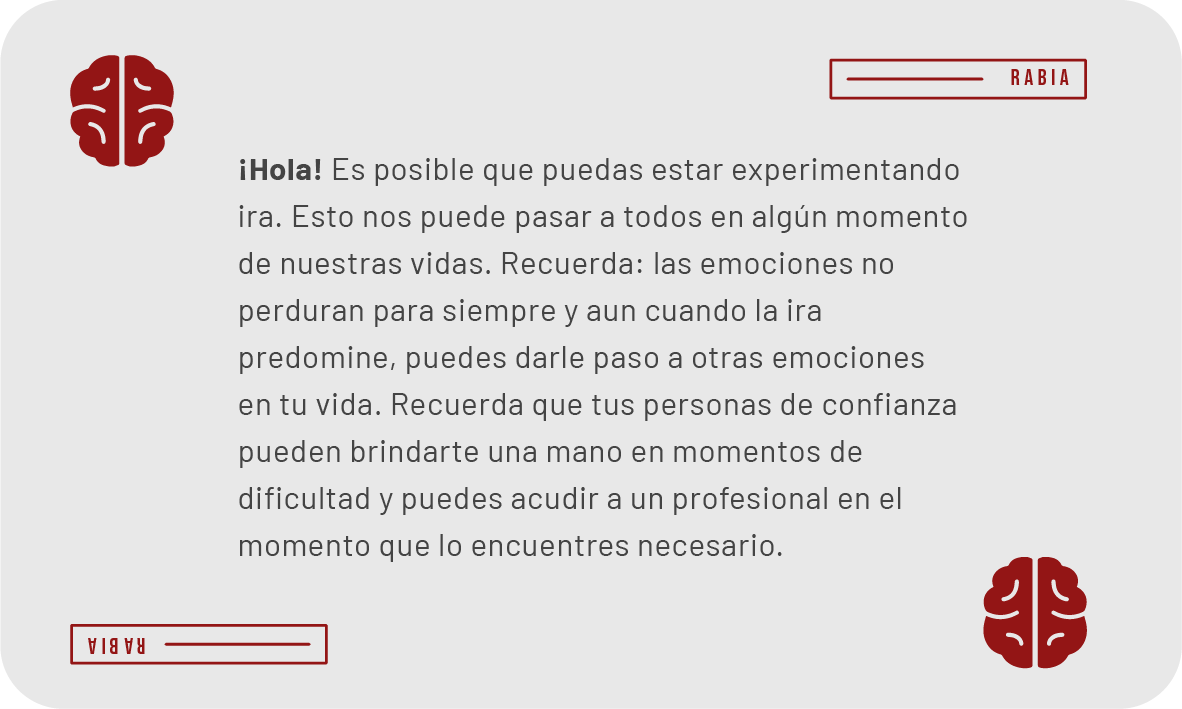 RABIA
¡Hola! Es posible que puedas estar experimentando
ira. Esto nos puede pasar a todos en algún momento
de nuestras vidas. Recuerda: las emociones no
perduran para siempre y aun cuando la ira
predomine, puedes darle paso a otras emociones
en tu vida. Recuerda que tus personas de confianza
pueden brindarte una mano en momentos de
dificultad y puedes acudir a un profesional en el
momento que lo encuentres necesario.
RABIA